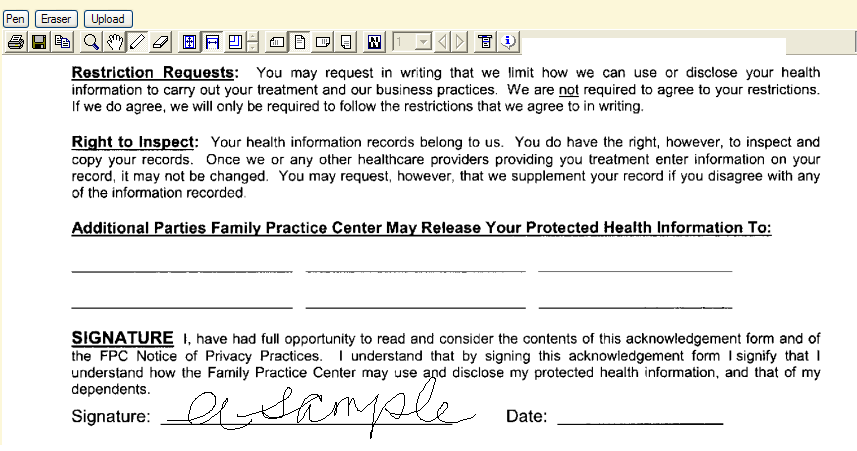 Pen Eraser Upload
1
Restriction Requests: You may request in writing that we limit how we can use or disclose your health
information to carry out your treatment and our business practices. We are not required to agree to your restrictions.
If we do agree, we will only be required to follow the restrictions that we agree to in writing.
Right to Inspect: Your health information records belong to us. You do have the right, however, to inspect and
copy your records. Once we or any other healthcare providers providing you treatment enter information on your
record, it may not be changed. You may request, however, that we supplement your record if you disagree with any
of the information recorded.
Additional Parties Family Practice Center May Release Your Protected Health Information To:
SIGNATURE I, have had full opportunity to read and consider the contents of this acknowledgement form and of
the FPC Notice of Privacy Practices. I understand that by signing this acknowledgement form I signify that I
understand how the Family Practice Center may use and disclose my protected health information, and that of my
dependents.
Signature: a sample Date: